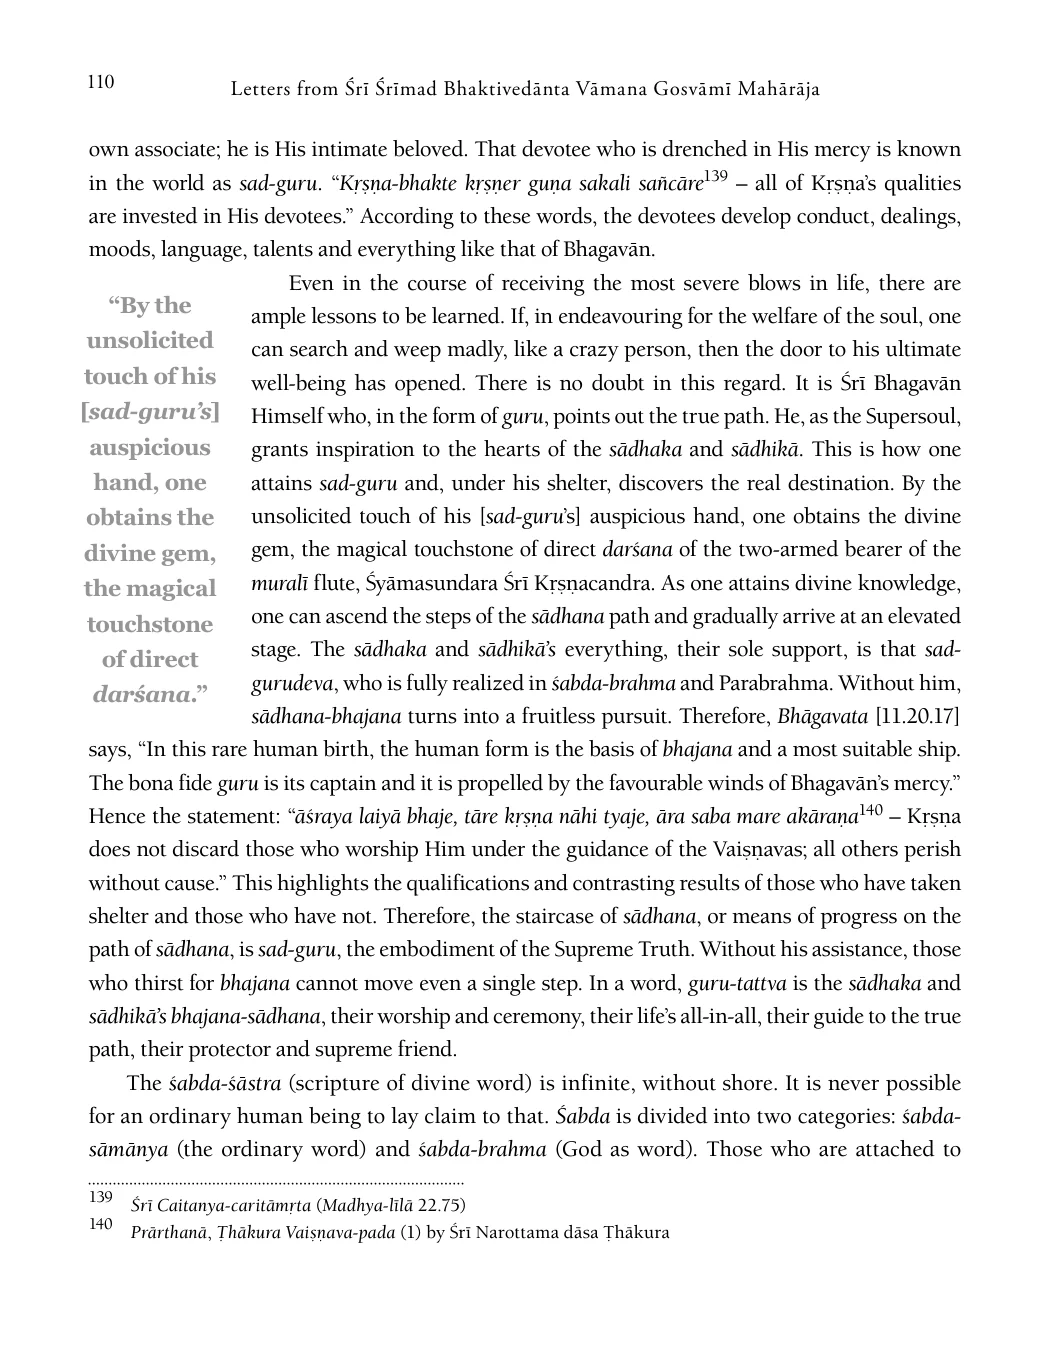 110
Letters from Śrī Śrīmad Bhaktivedānta Vāmana Gosvāmī Mahārāja
own associate; he is His intimate beloved. That devotee who is drenched in His mercy is known
in the world as sad-guru. “Kṛṣṇa-bhakte kṛṣṇer guṇa sakali sañcāre139 – all of Kṛṣṇa’s qualities
are invested in His devotees.” According to these words, the devotees develop conduct, dealings,
moods, language, talents and everything like that of Bhagavān.
“By the
unsolicited
touch of his
[sad-guru’s]
auspicious
hand, one
obtains the
divine gem,
the magical
touchstone
of direct
darśana.”
Even in the course of receiving the most severe blows in life, there are
ample lessons to be learned. If, in endeavouring for the welfare of the soul, one
can search and weep madly, like a crazy person, then the door to his ultimate
well-being has opened. There is no doubt in this regard. It is Śrī Bhagavān
Himself who, in the form of guru, points out the true path. He, as the Supersoul,
grants inspiration to the hearts of the sādhaka and sādhikā. This is how one
attains sad-guru and, under his shelter, discovers the real destination. By the
unsolicited touch of his [sad-guru’s] auspicious hand, one obtains the divine
gem, the magical touchstone of direct darśana of the two-armed bearer of the
muralī flute, Śyāmasundara Śrī Kṛṣṇacandra. As one attains divine knowledge,
one can ascend the steps of the sādhana path and gradually arrive at an elevated
stage. The sādhaka and sādhikā’s everything, their sole support, is that sad-
gurudeva, who is fully realized in śabda-brahma and Parabrahma. Without him,
sādhana-bhajana turns into a fruitless pursuit. Therefore, Bhāgavata [11.20.17]
says, “In this rare human birth, the human form is the basis of bhajana and a most suitable ship.
The bona fide guru is its captain and it is propelled by the favourable winds of Bhagavān’s mercy.”
Hence the statement: “āśraya laiyā bhaje, tāre kṛṣṇa nāhi tyaje, āra saba mare akāraṇa140 – Kṛṣṇa
does not discard those who worship Him under the guidance of the Vaiṣṇavas; all others perish
without cause.” This highlights the qualifications and contrasting results of those who have taken
shelter and those who have not. Therefore, the staircase of sādhana, or means of progress on the
path of sādhana, is sad-guru, the embodiment of the Supreme Truth. Without his assistance, those
who thirst for bhajana cannot move even a single step. In a word, guru-tattva is the sādhaka and
sādhikā’s bhajana-sādhana, their worship and ceremony, their life’s all-in-all, their guide to the true
path, their protector and supreme friend.
The śabda-śāstra (scripture of divine word) is infinite, without shore. It is never possible
for an ordinary human being to lay claim to that. Śabda is divided into two categories: śabda-
sāmānya (the ordinary word) and śabda-brahma (God as word). Those who are attached to
139 Śrī Caitanya-caritāmṛta (Madhya-līlā 22.75)
140 Prārthanā, Ṭhākura Vaiṣṇava-pada (1) by Śrī Narottama dāsa Ṭhākura